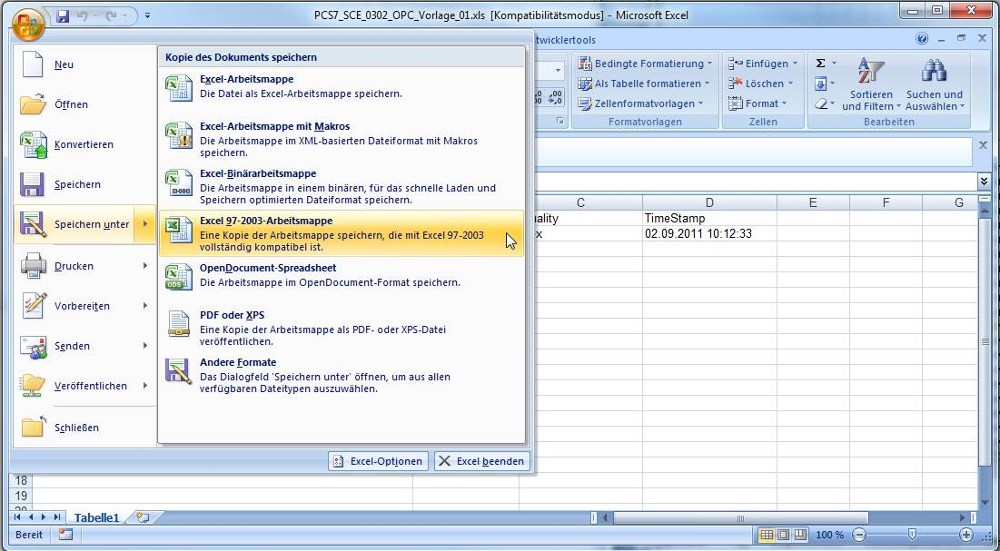 PCS7_SCE_0302_OPC_Vorlage_01.xls [Kompatibilitätsmodus] - Microsoft Excel
twicklertools
Neu
Öffnen
Konvertieren
Speichern
Speichern unter
Drucken
Vorbereiten
Senden
Veröffentlichen
Schließen
Kopie des Dokuments speichern
Excel-Arbeitsmappe
Die Datei als Excel-Arbeitsmappe speichern.
Excel-Arbeitsmappe mit Makros
Die Arbeitsmappe im XML-basierten Dateiformat mit Makros
speichern.
Excel-Binärarbeitsmappe
Die Arbeitsmappe in einem binären, für das schnelle Laden und
Speichern optimierten Dateiformat speichern.
Excel 97-2003-Arbeitsmappe
Eine Kopie der Arbeitsmappe speichern, die mit Excel 97-2003
vollständig kompatibel ist.
OpenDocument-Spreadsheet
Die Arbeitsmappe im OpenDocument-Format speichern.
PDF oder XPS
Eine Kopie der Arbeitsmappe als PDF- oder XPS-Datei
veröffentlichen.
Andere Formate
Das Dialogfeld 'Speichern unter' öffnen, um aus allen
verfügbaren Dateitypen auszuwählen.
Excel-Optionen
Excel beenden
Bedingte Formatierung
Als Tabelle formatieren
Zellenformatvorlagen
Formatvorlagen
Einfügen
Löschen
Format
Zellen
Σ
Sortieren
und Filtern
Suchen und
Auswählen
Bearbeiten
C D E F G
ality TimeStamp
x 02.09.2011 10:12:33
18
19
20
Tabelle1
Bereit
100 %